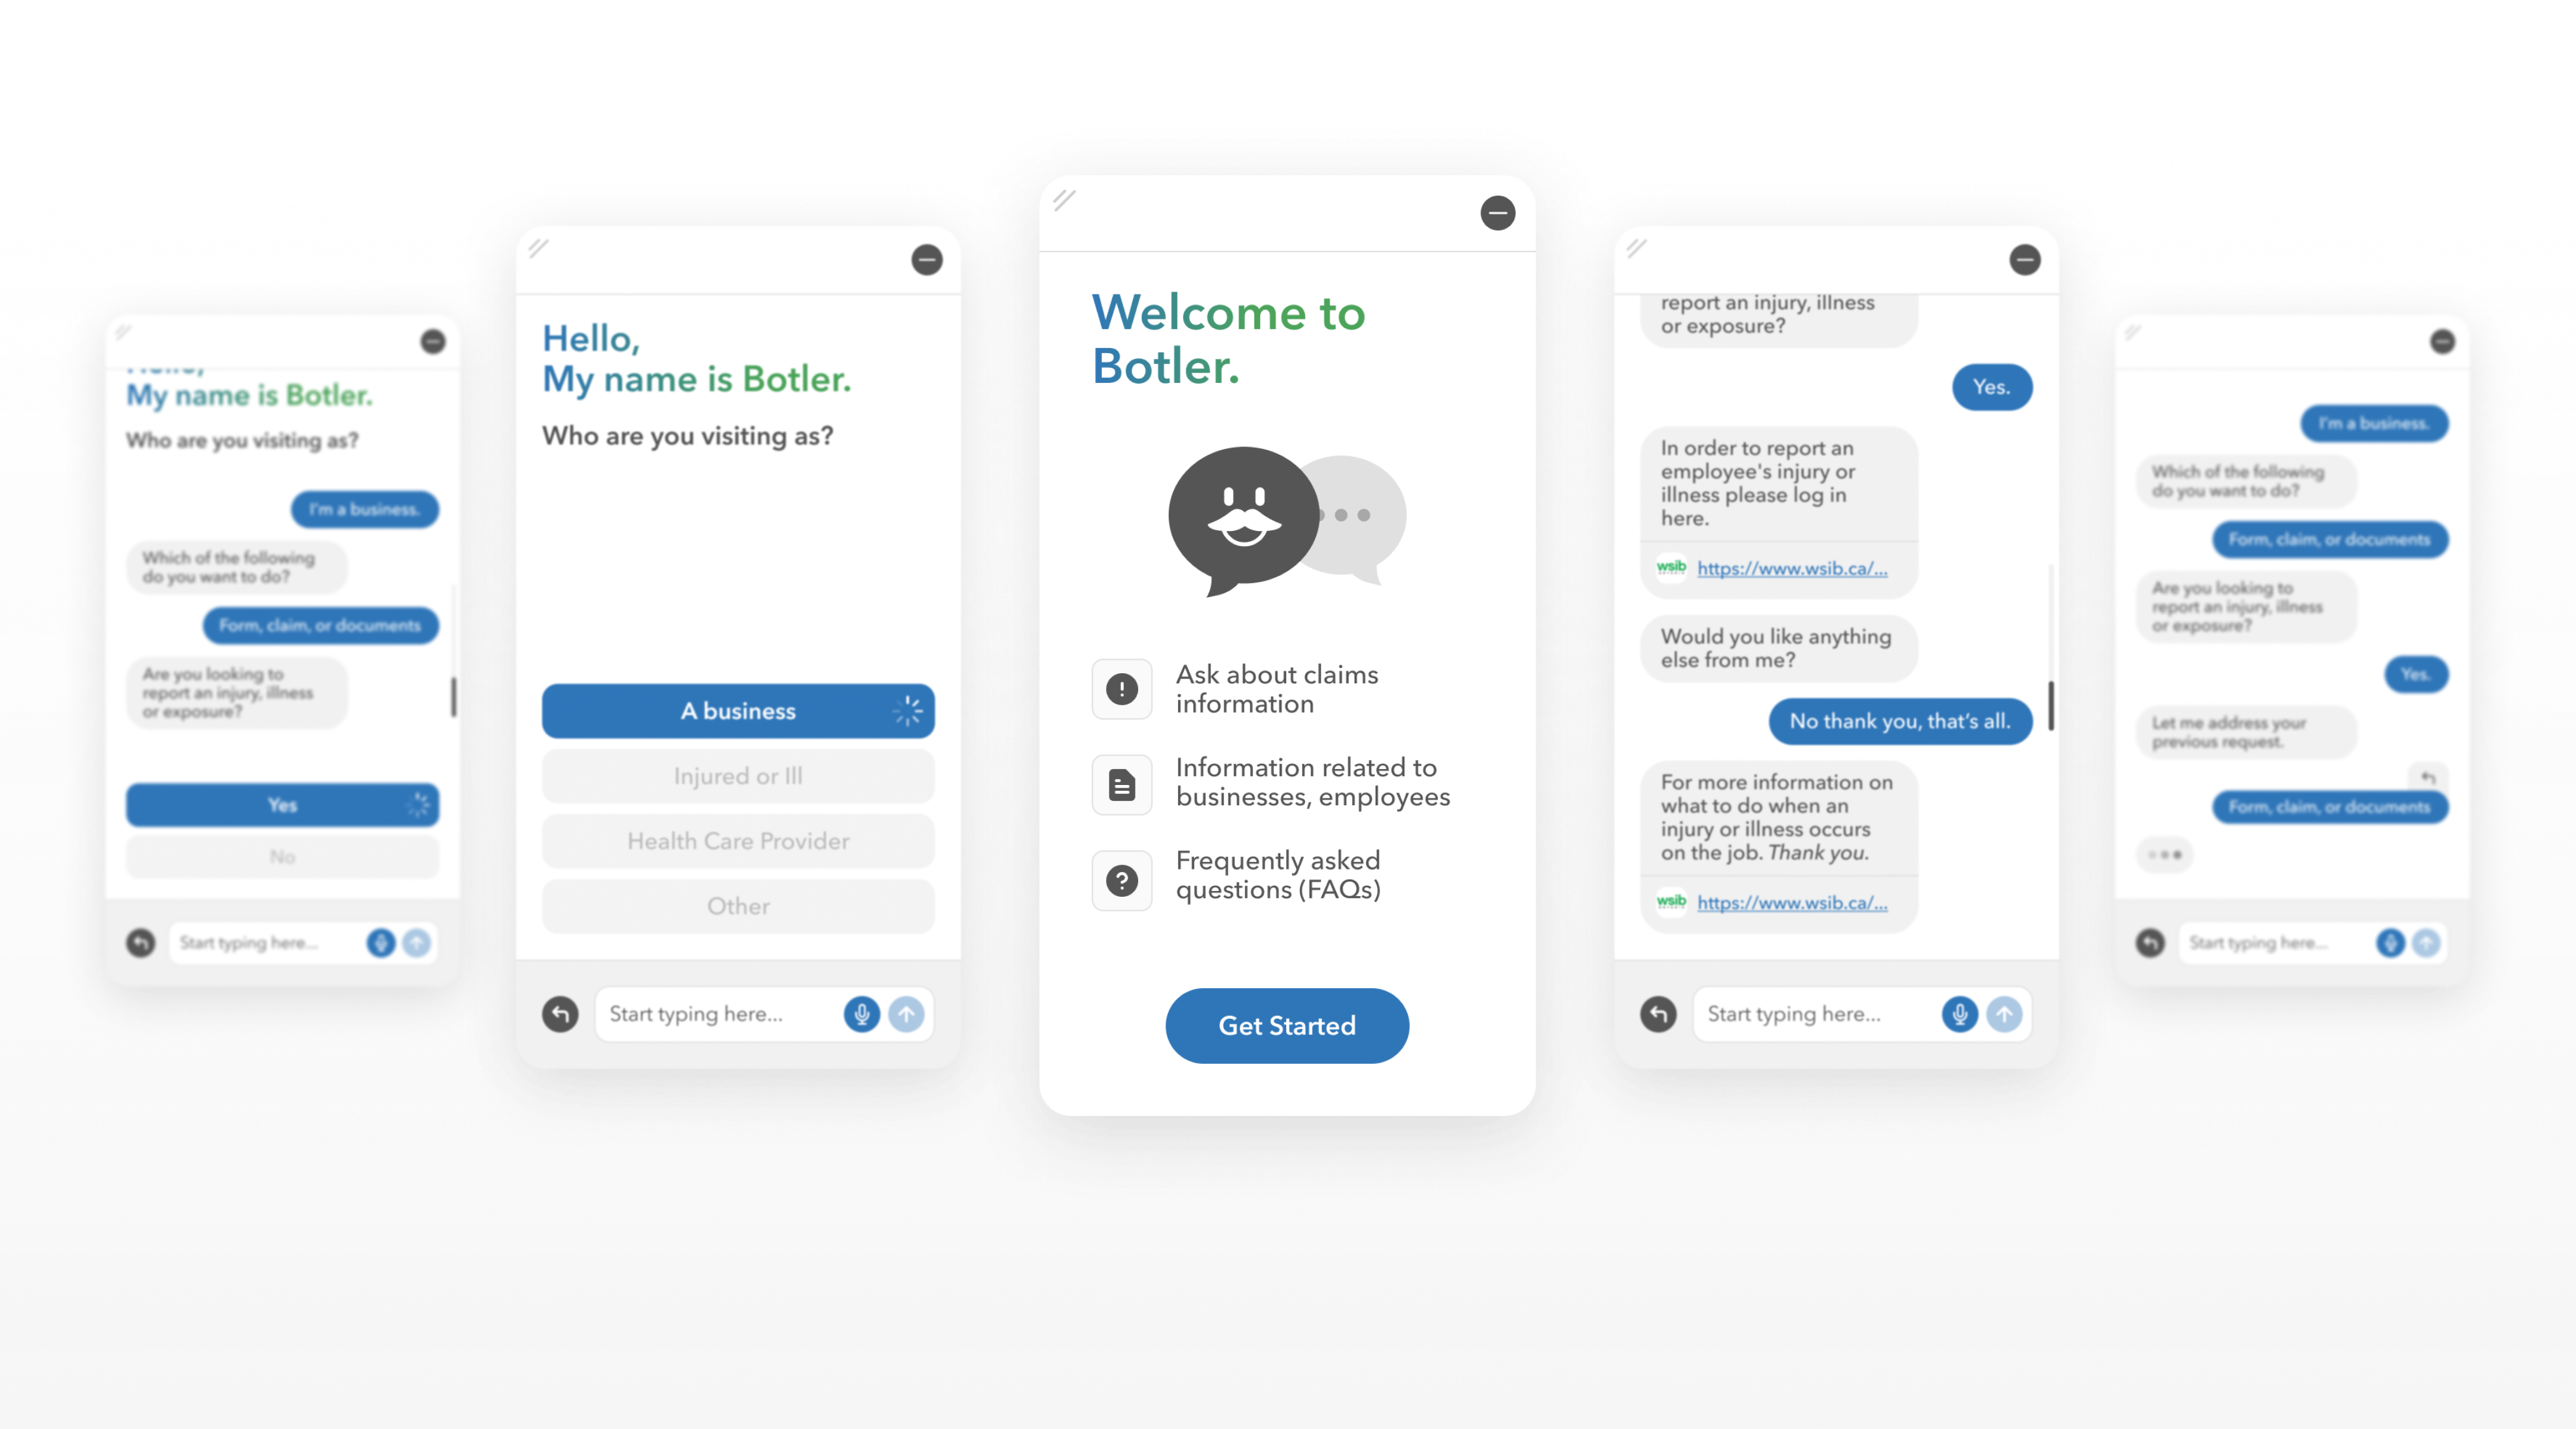 My name is Botler.
Who are you visiting as?
I'm a business.
Which of the following
do you want to do?
Form, claim, or documents
Are you looking to
report an injury, illness
or exposure?
Yes
No
Start typing here...
Hello,
My name is Botler.
Who are you visiting as?
A business
Injured or Ill
Health Care Provider
Other
Start typing here...
Welcome to
Botler.
Ask about claims
information
Information related to
businesses, employees
Frequently asked
questions (FAQs)
Get Started
report an injury, illness
or exposure?
Yes.
In order to report an
employee's injury or
illness please log in
here.
wsib https://www.wsib.ca/...
Would you like anything
else from me?
No thank you, that's all.
For more information on
what to do when an
injury or illness occurs
on the job. Thank you.
wsib https://www.wsib.ca/...
Start typing here...
I'm a business.
Which of the following
do you want to do?
Form, claim, or documents
Are you looking to
report an injury, illness
or exposure?
Yes.
Let me address your
previous request.
Form, claim, or documents
Start typing here...